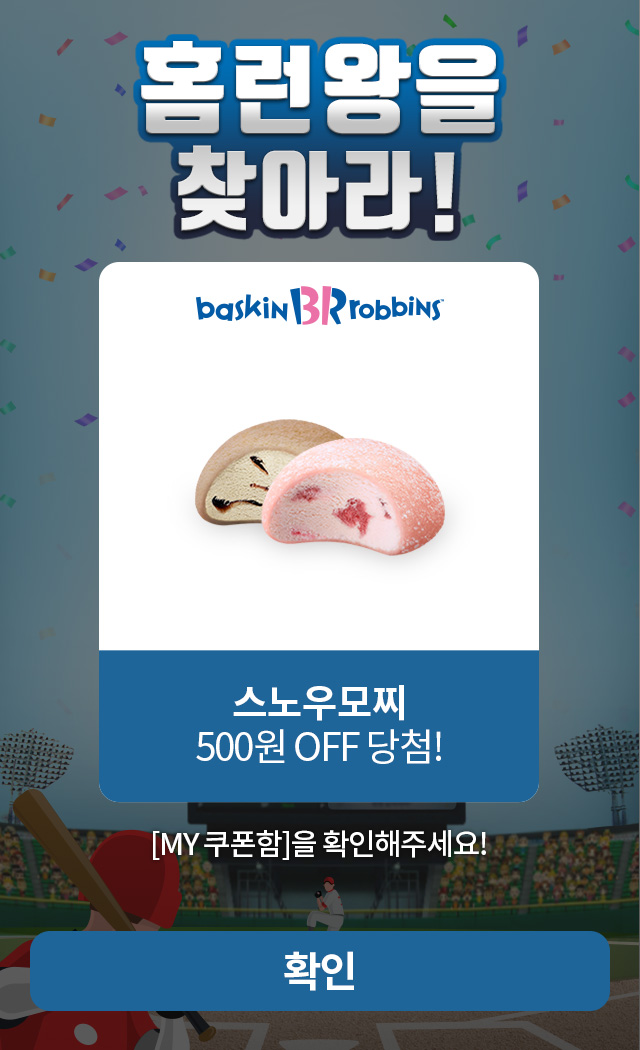 홈런왕을
찾아라!
baskin BR robbins™
스노우모찌
500원 OFF 당첨!
[MY 쿠폰함]을 확인해주세요!
확인